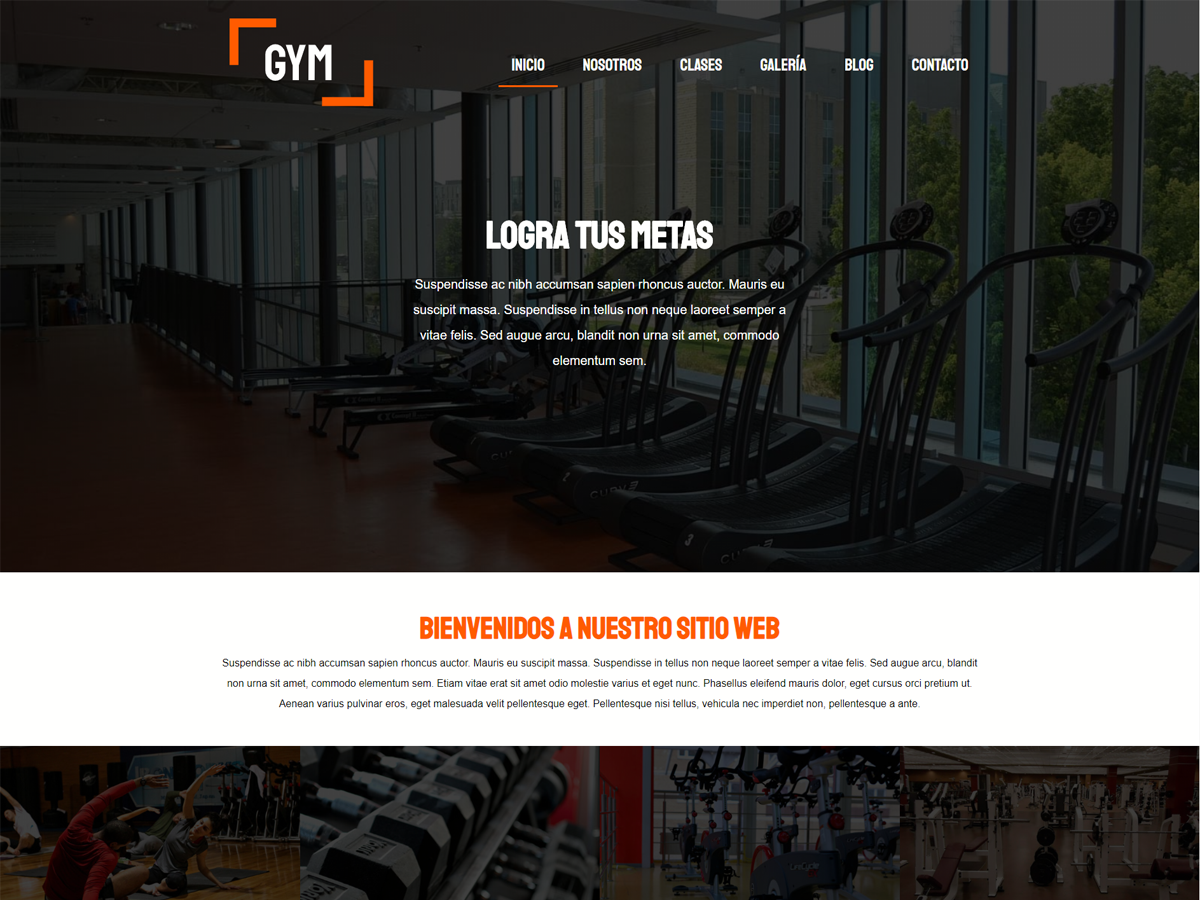 GYM
INICIO NOSOTROS CLASES GALERÍA BLOG CONTACTO
LOGRA TUS METAS
Suspendisse ac nibh accumsan sapien rhoncus auctor. Mauris eu
suscipit massa. Suspendisse in tellus non neque laoreet semper a
vitae felis. Sed augue arcu, blandit non urna sit amet, commodo
elementum sem.
BIENVENIDOS A NUESTRO SITIO WEB
Suspendisse ac nibh accumsan sapien rhoncus auctor. Mauris eu suscipit massa. Suspendisse in tellus non neque laoreet semper a vitae felis. Sed augue arcu, blandit
non urna sit amet, commodo elementum sem. Etiam vitae erat sit amet odio molestie varius et eget nunc. Phasellus eleifend mauris dolor, eget cursus orci pretium ut.
Aenean varius pulvinar eros, eget malesuada velit pellentesque eget. Pellentesque nisi tellus, vehicula nec imperdiet non, pellentesque a ante.